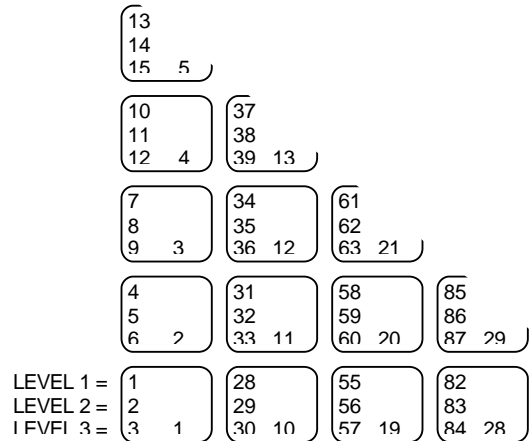 13
14
15 5
10 37
11 38
12 4 39 13
7 34 61
8 35 62
9 3 36 12 63 21
4 31 58 85
5 32 59 86
6 2 33 11 60 20 87 29
LEVEL 1 = 1 28 55 82
LEVEL 2 = 2 29 56 83
LEVEL 3 = 3 1 30 10 57 19 84 28